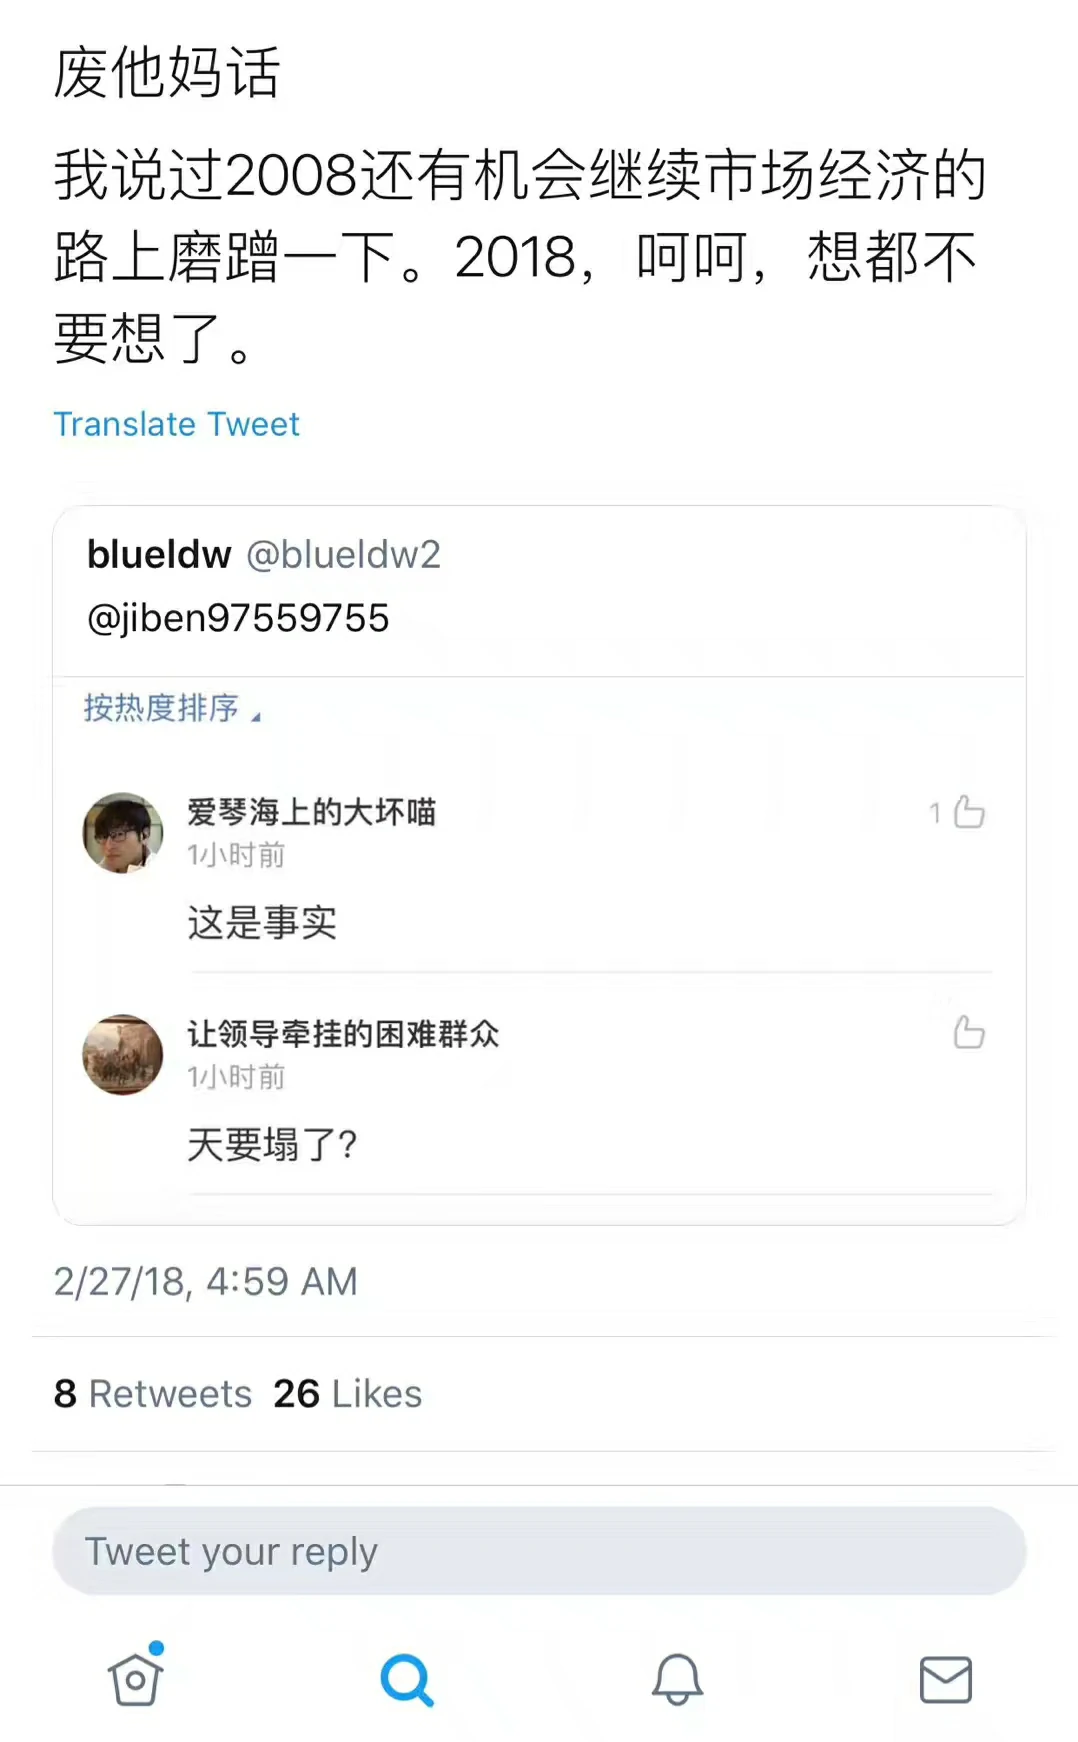 废他妈话
我说过2008还有机会继续市场经济的
路上磨蹭一下。2018，呵呵，想都不
要想了。
Translate Tweet
blueldw @blueldw2
@jiben97559755
按热度排序
爱琴海上的大坏喵
1
1小时前
这是事实
让领导牵挂的困难群众
1小时前
天要塌了?
2/27/18, 4:59 AM
8 Retweets 26 Likes
Tweet your reply